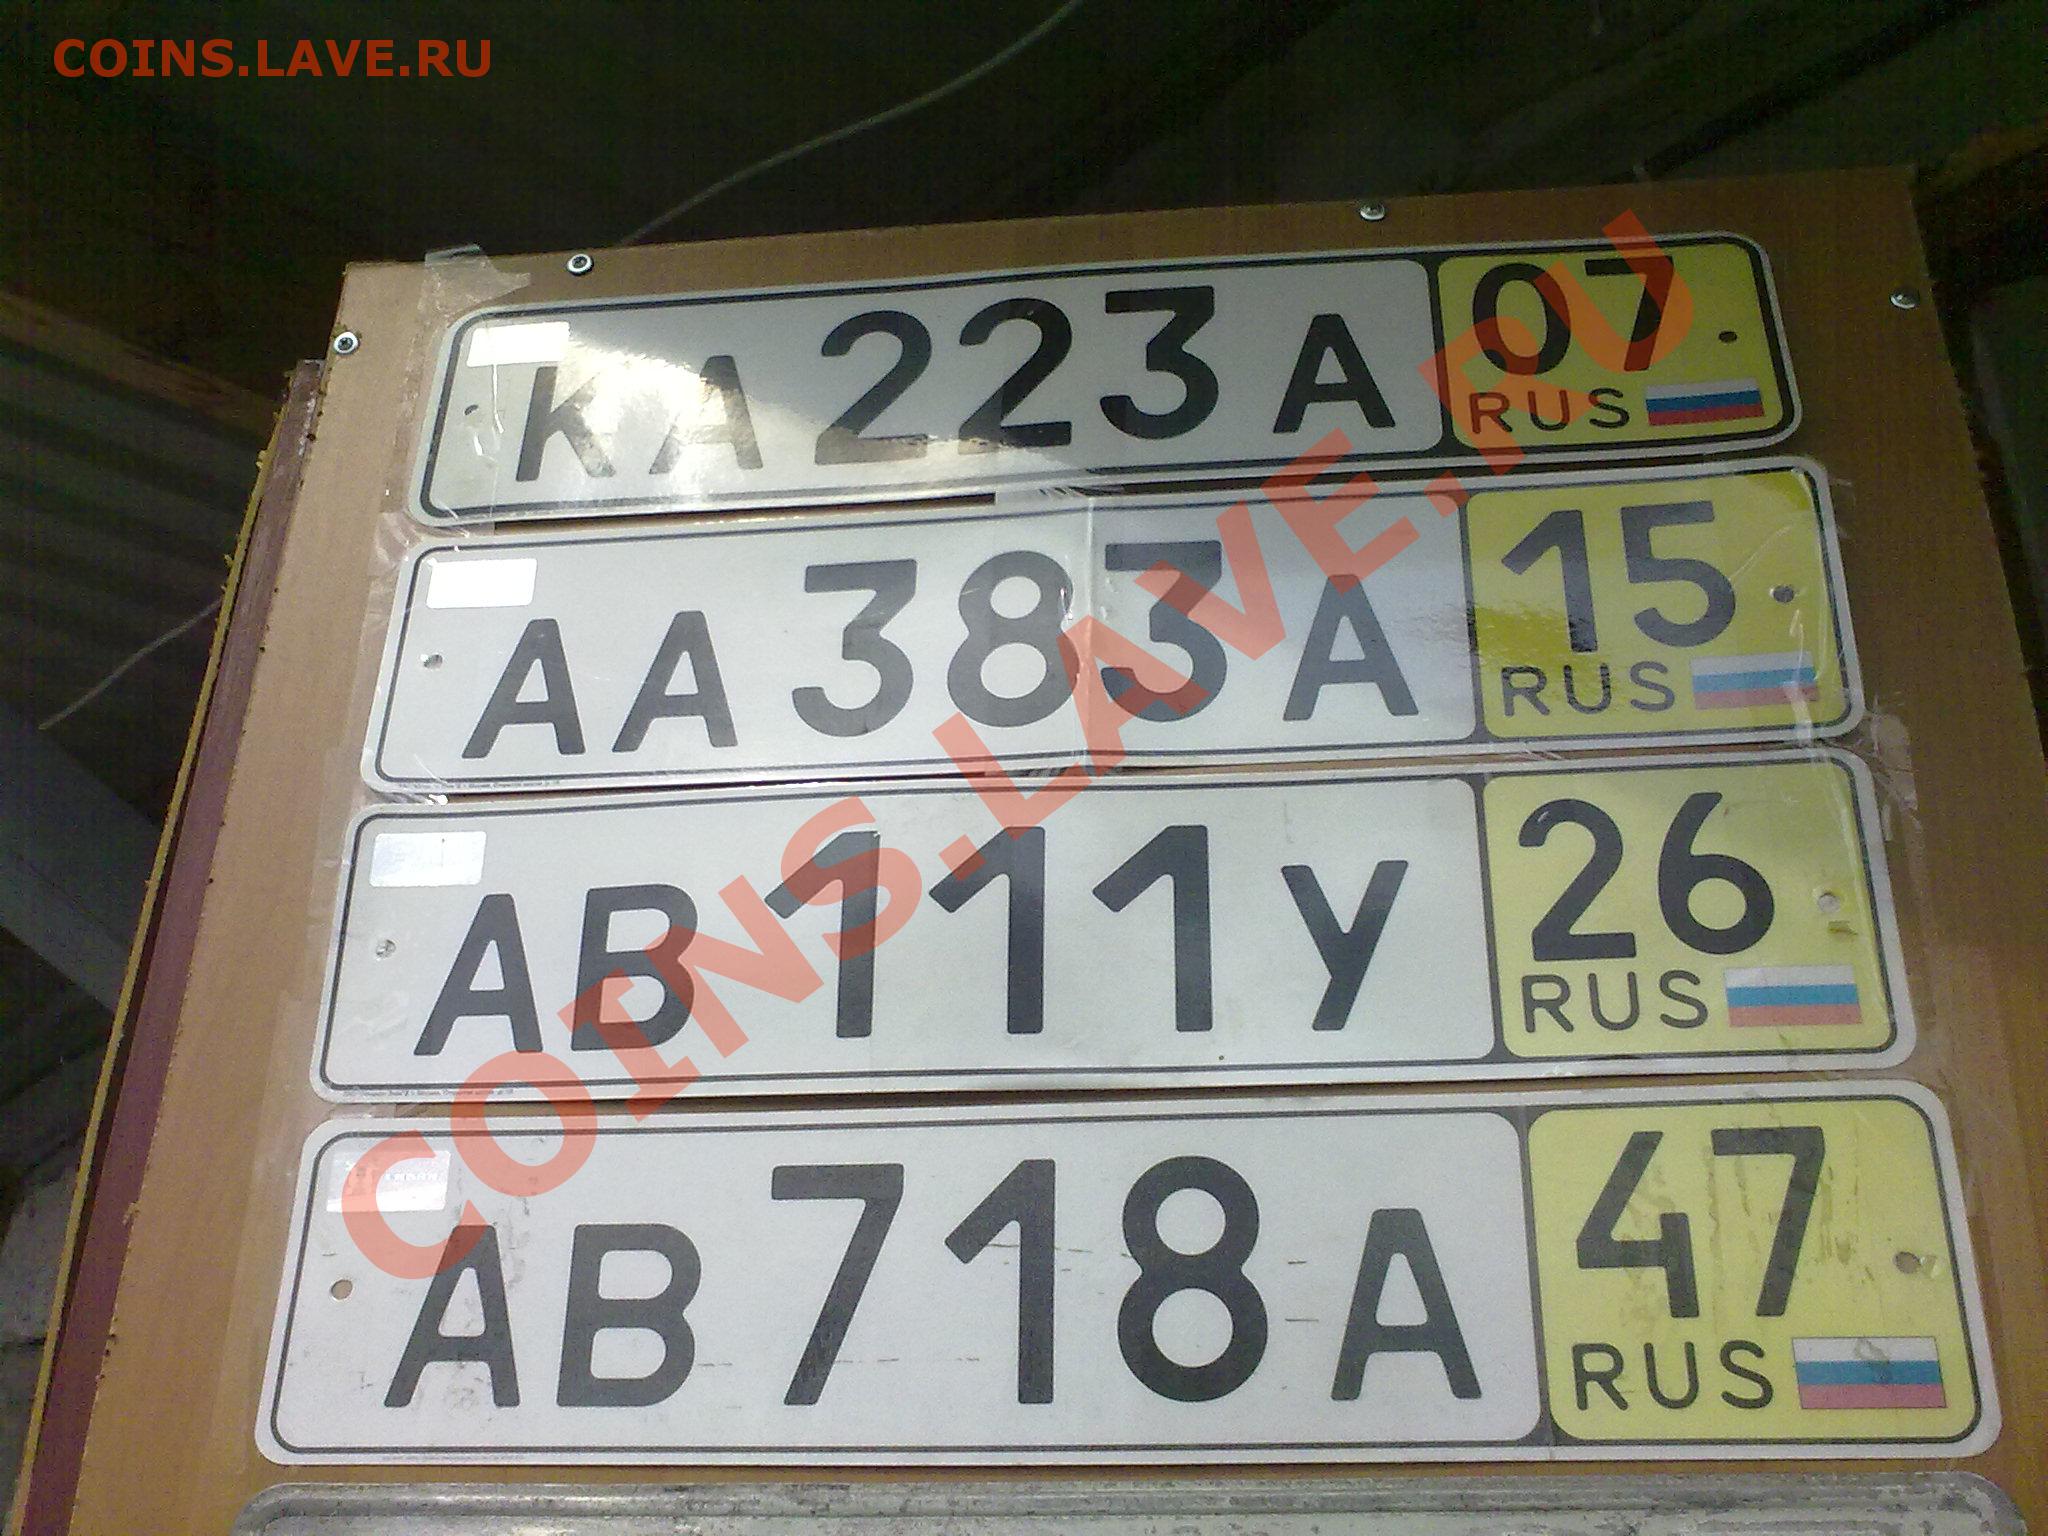 COINS.LAVE.RU
КА 223 А 07
RUS
АА 383 А 15
RUS
АВ 111 У 26
RUS
АВ 718 А 47
RUS
COINS.LAVE.RU